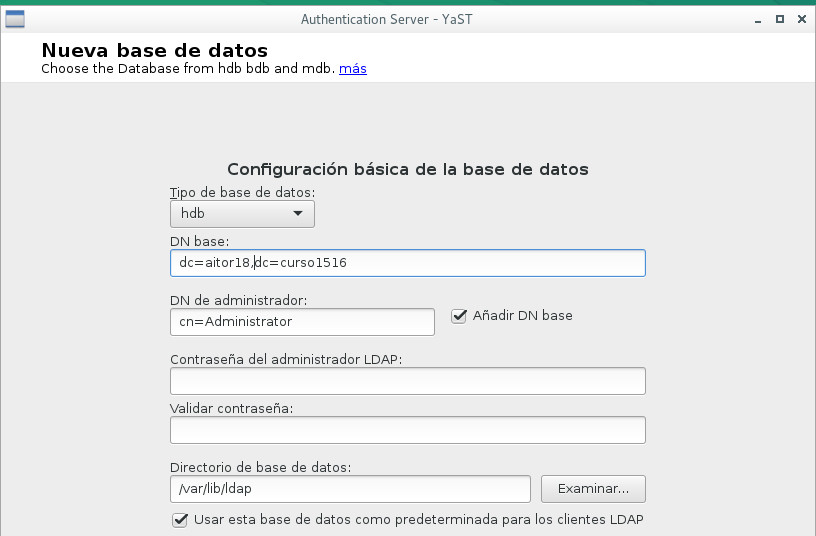 Authentication Server - YaST
Nueva base de datos
Choose the Database from hdb bdb and mdb. más
Configuración básica de la base de datos
Tipo de base de datos:
hdb
DN base:
dc=aitor18,dc=curso1516
DN de administrador:
cn=Administrator
Añadir DN base
Contraseña del administrador LDAP:
Validar contraseña:
Directorio de base de datos:
/var/lib/ldap
Examinar...
Usar esta base de datos como predeterminada para los clientes LDAP